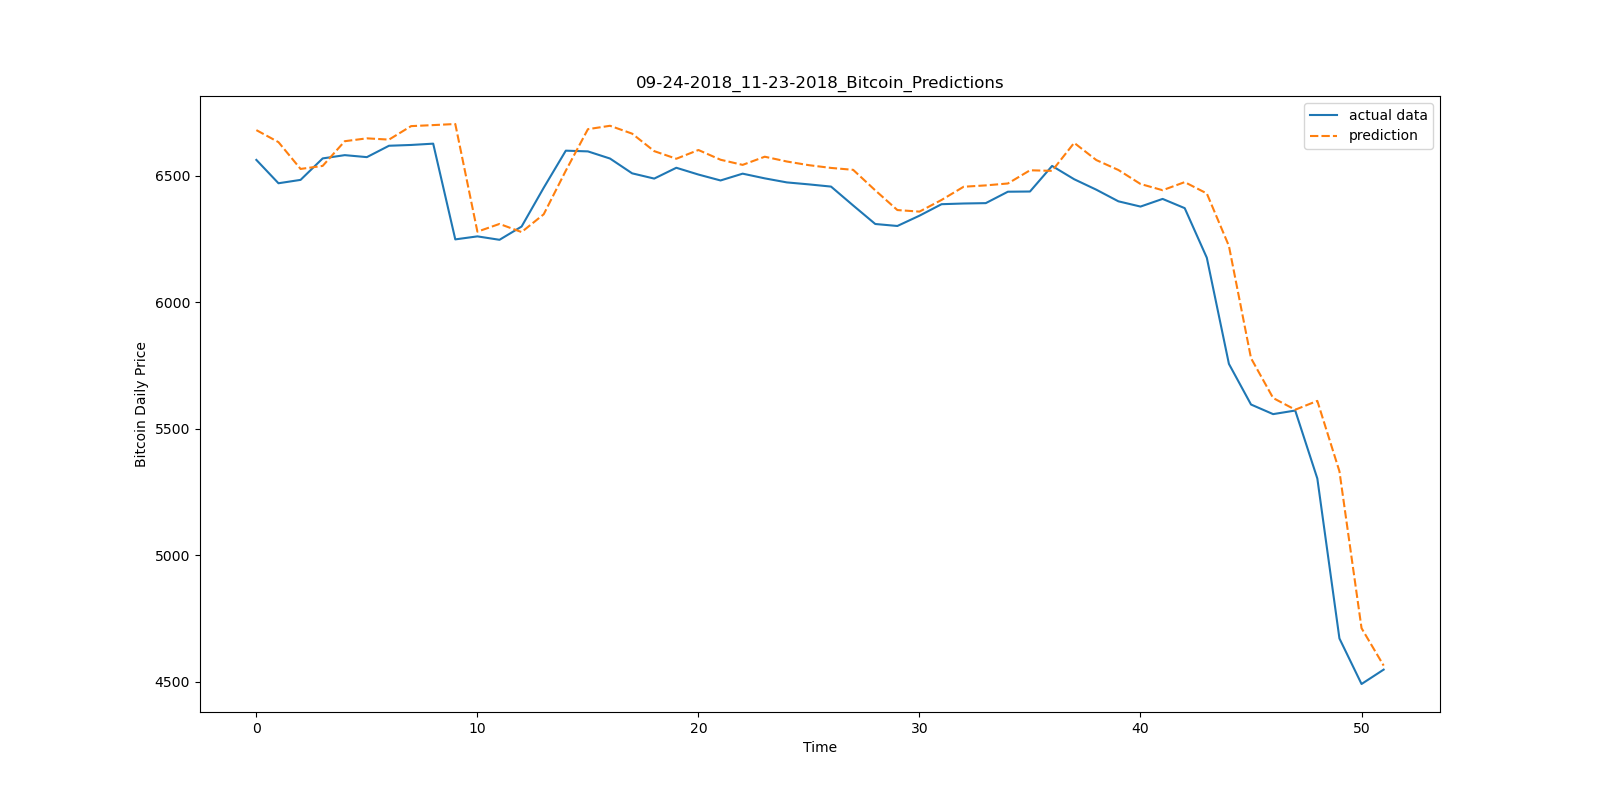 09-24-2018_11-23-2018_Bitcoin_Predictions
actual data
prediction
6500
6000
5500
5000
4500
Bitcoin Daily Price
0 10 20 30 40 50
Time